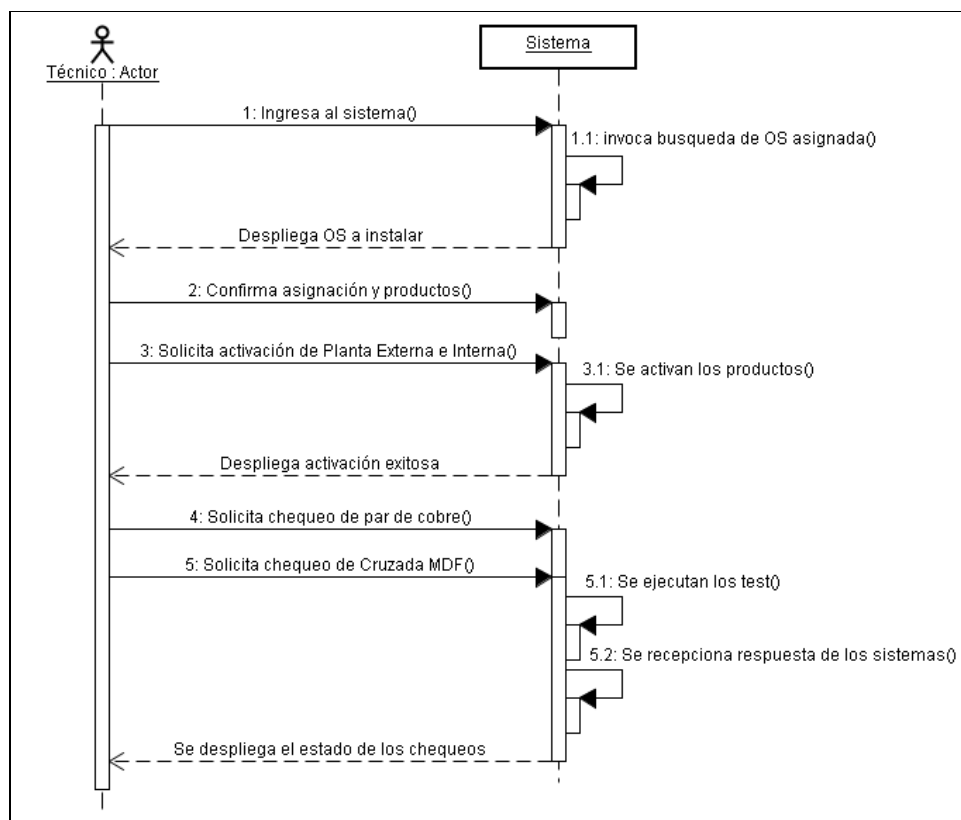 Técnico : Actor
Sistema
1: Ingresa al sistema()
1.1: invoca busqueda de OS asignada()
Despliega OS a instalar
2: Confirma asignación y productos()
3: Solicita activación de Planta Externa e Interna()
3.1: Se activan los productos()
Despliega activación exitosa
4: Solicita chequeo de par de cobre()
5: Solicita chequeo de Cruzada MDF()
5.1: Se ejecutan los test()
5.2: Se recepciona respuesta de los sistemas()
Se despliega el estado de los chequeos